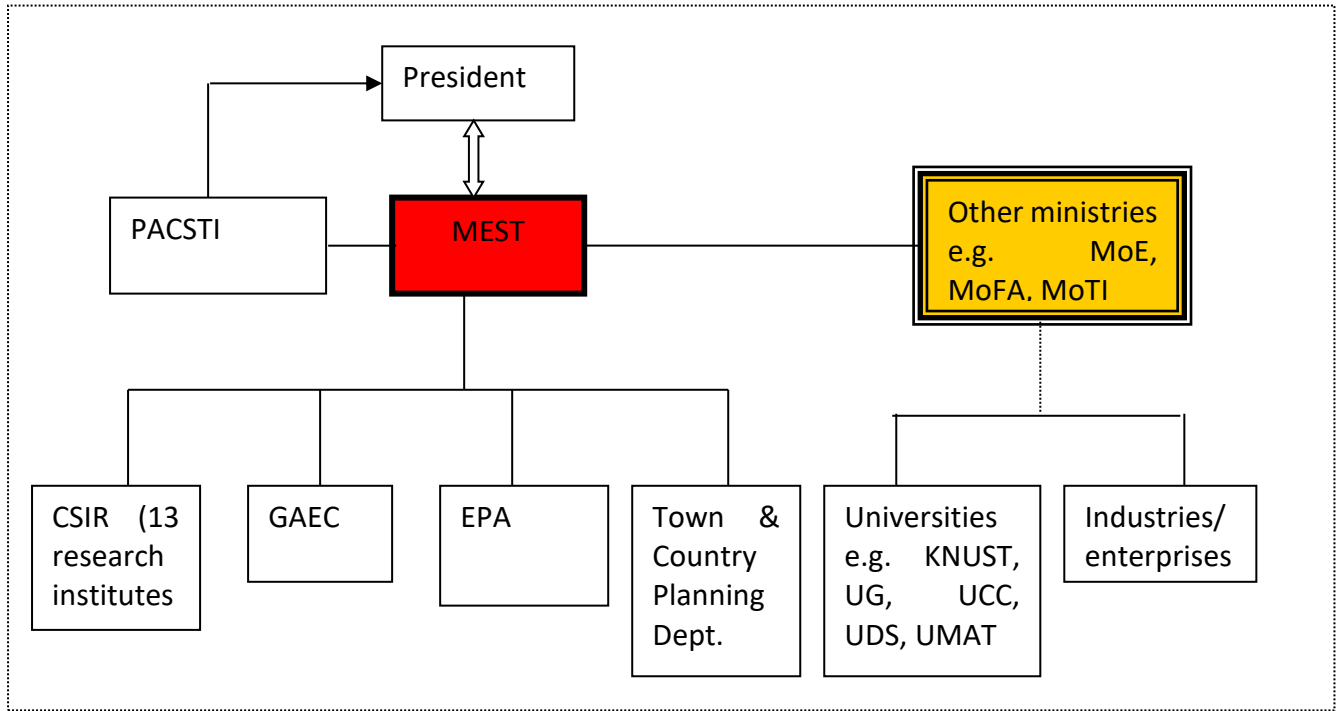 President
PACSTI
MEST
Other ministries
e.g. MoE,
MoFA, MoTI
CSIR (13
research
institutes
GAEC
EPA
Town &
Country
Planning
Dept.
Universities
e.g. KNUST,
UG, UCC,
UDS, UMAT
Industries/
enterprises